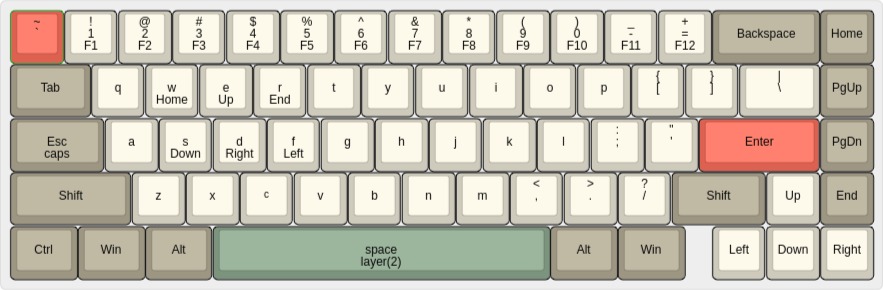 ~ ! @ # $ % ^ & * ( ) _ +
` 1 2 3 4 5 6 7 8 9 0 - = Backspace Home
F1 F2 F3 F4 F5 F6 F7 F8 F9 F10 F11 F12
{ } |
Tab q w e r t y u i o p [ ] \ PgUp
Home Up End
: "
Esc a s d f g h j k l ; ' Enter PgDn
caps Down Right Left
< > ?
Shift z x c v b n m , . / Shift Up End
Ctrl Win Alt space Alt Win Left Down Right
layer(2)